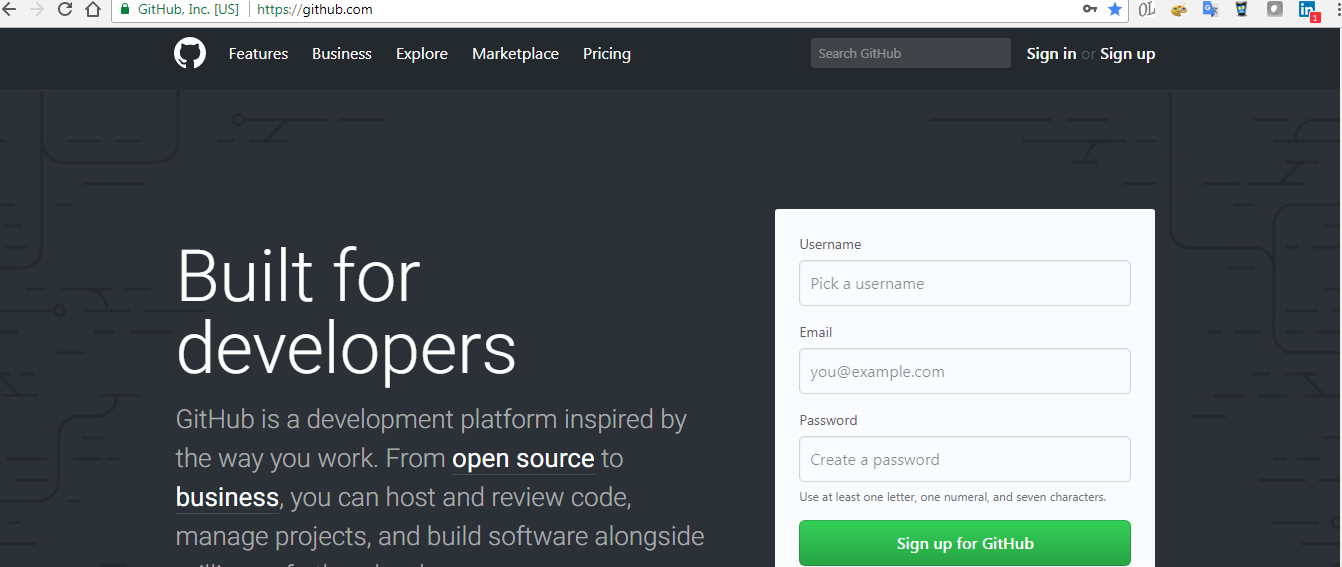 GitHub, Inc. [US] https://github.com
1
Features Business Explore Marketplace Pricing Search GitHub Sign in or Sign up
Built for
developers
GitHub is a development platform inspired by
the way you work. From open source to
business, you can host and review code,
manage projects, and build software alongside
Username
Pick a username
Email
you@example.com
Password
Create a password
Use at least one letter, one numeral, and seven characters.
Sign up for GitHub